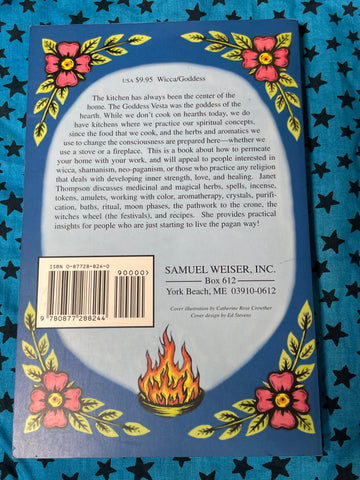 USA $9.95 Wicca/Goddess
The kitchen has always been the center of the
home. The Goddess Vesta was the goddess of the
hearth. While we don't cook on hearths today, we do
have kitchens where we practice our spiritual concepts,
since the food that we cook, and the herbs and aromatics we
use to change the consciousness are prepared here—whether we
use a stove or a fireplace. This is a book about how to permeate
your home with your work, and will appeal to people interested in
wicca, shamanism, neo-paganism, or those who practice any religion
that deals with developing inner strength, love, and healing. Janet
Thompson discusses medicinal and magical herbs, spells, incense,
tokens, amulets, working with color, aromatherapy, crystals, purifi-
cation, baths, ritual, moon phases, the pathwork to the crone, the
witches wheel (the festivals), and recipes. She provides practical
insights for people who are just starting to live the pagan way!
ISBN 0-87728-824-0
90000>
9 780877 288244
SAMUEL WEISER, INC.
Box 612
York Beach, ME 03910-0612
Cover illustration by Catherine Rose Crowther
Cover design by Ed Stevens